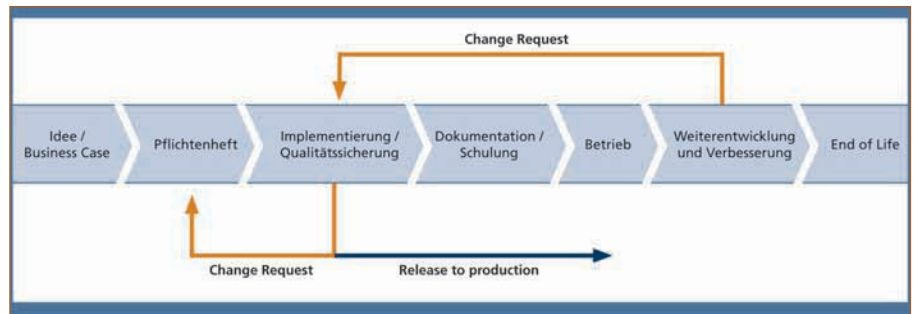 Change Request
Idee /
Business Case
Pflichtenheft
Implementierung /
Qualitätssicherung
Dokumentation /
Schulung
Betrieb
Weiterentwicklung
und Verbesserung
End of Life
Change Request
Release to production